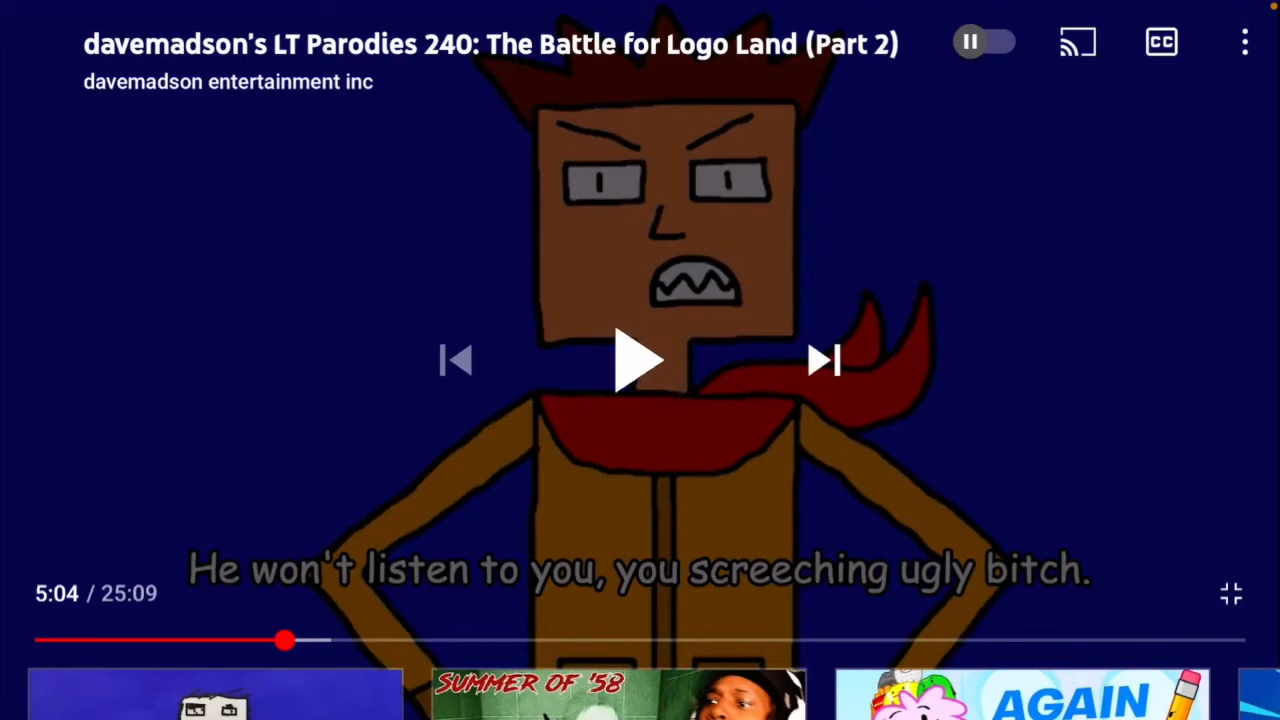 davemadson's LT Parodies 240: The Battle for Logo Land (Part 2)
davemadson entertainment inc
CC
He won't listen to you, you screeching ugly bitch.
5:04 / 25:09
SUMMER OF '58
AGAIN